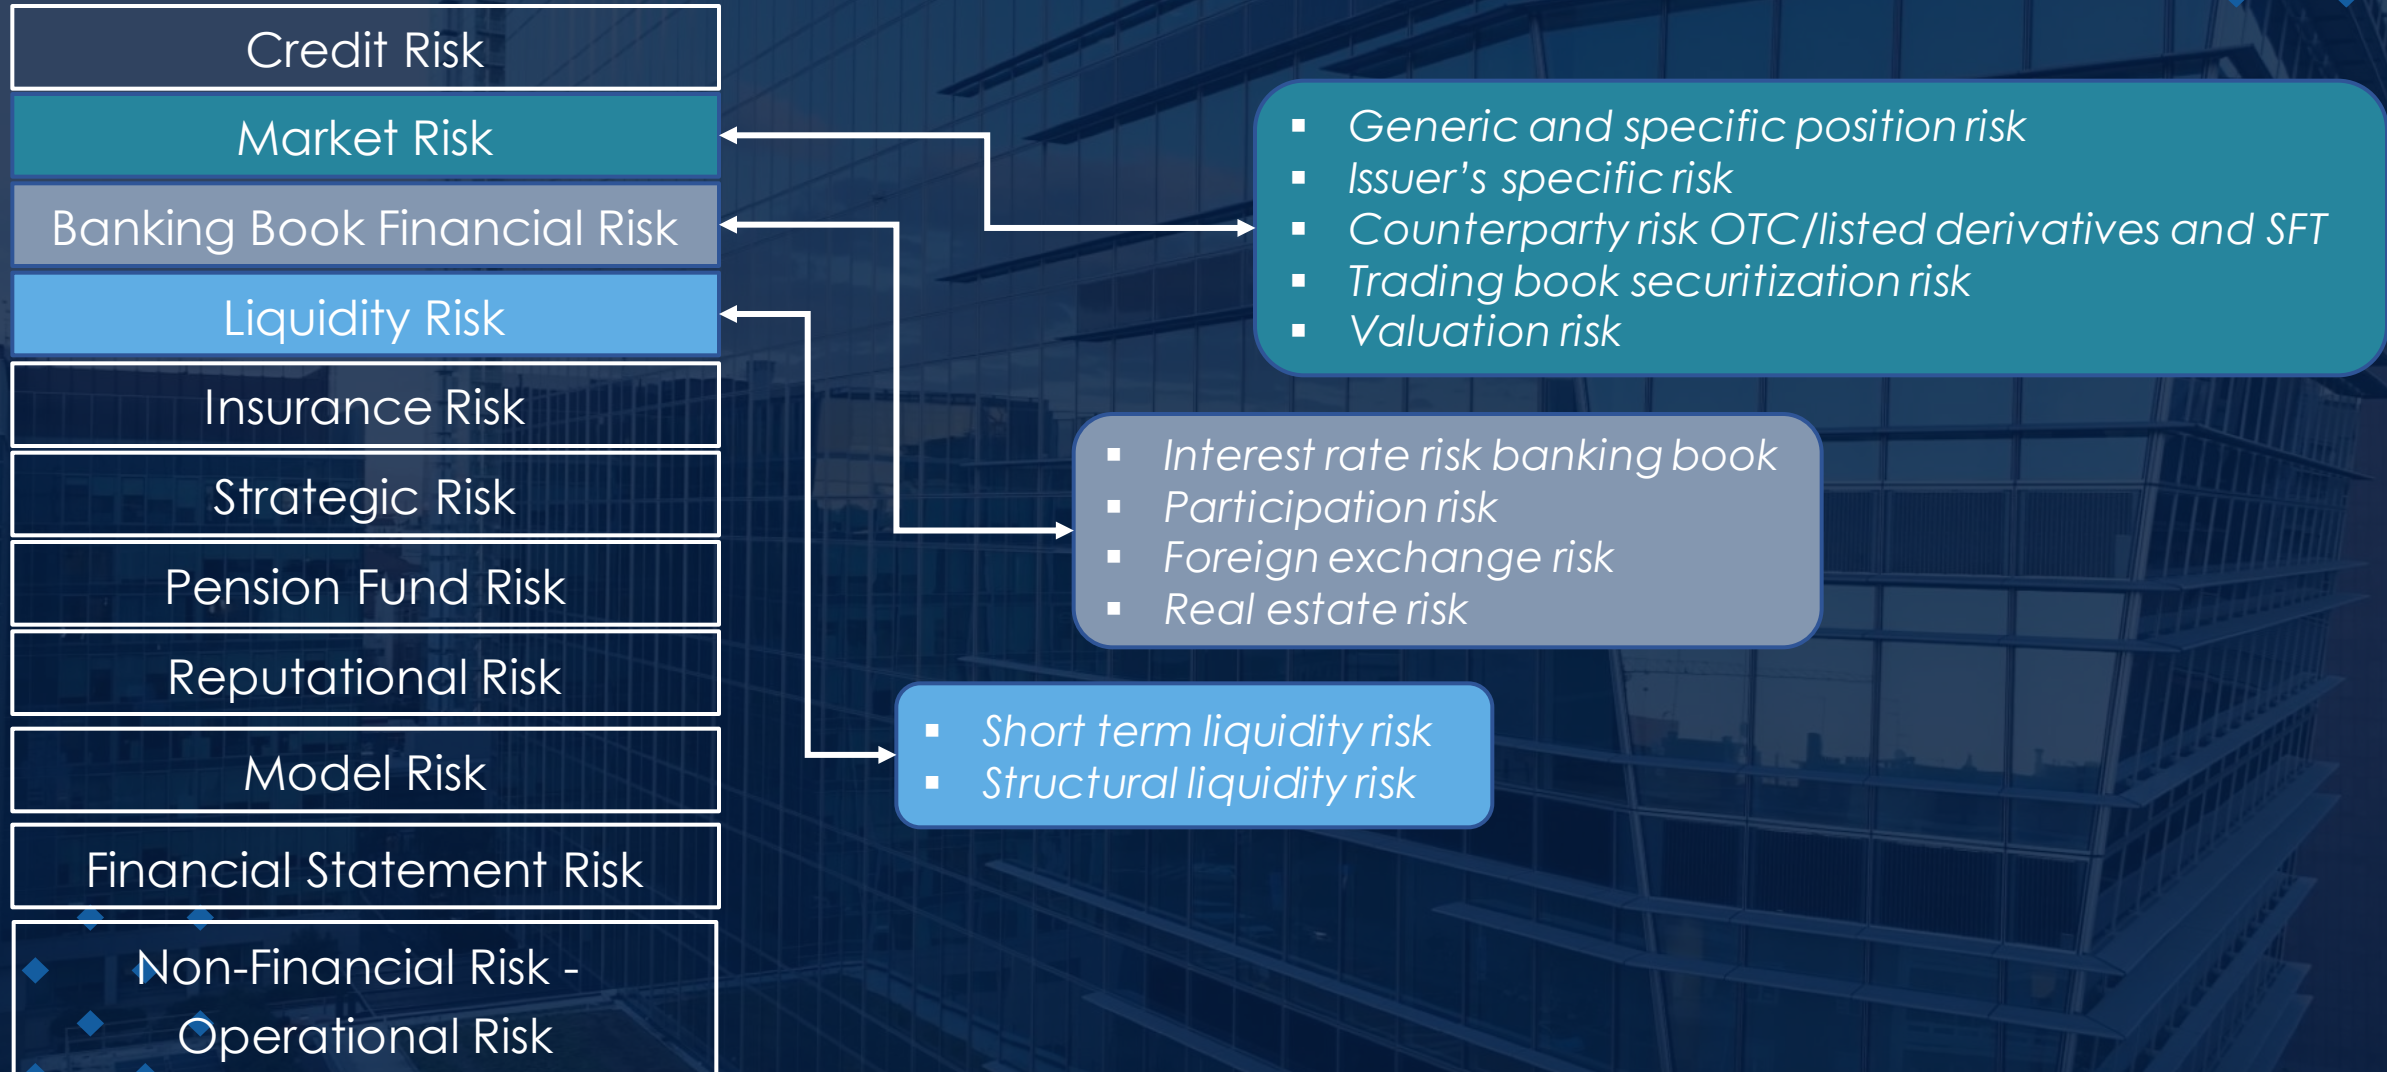 Credit Risk
Market Risk
Banking Book Financial Risk
Liquidity Risk
Insurance Risk
Strategic Risk
Pension Fund Risk
Reputational Risk
Model Risk
Financial Statement Risk
Non-Financial Risk -
Operational Risk
▪ Generic and specific position risk
▪ Issuer’s specific risk
▪ Counterparty risk OTC/listed derivatives and SFT
▪ Trading book securitization risk
▪ Valuation risk
▪ Interest rate risk banking book
▪ Participation risk
▪ Foreign exchange risk
▪ Real estate risk
▪ Short term liquidity risk
▪ Structural liquidity risk